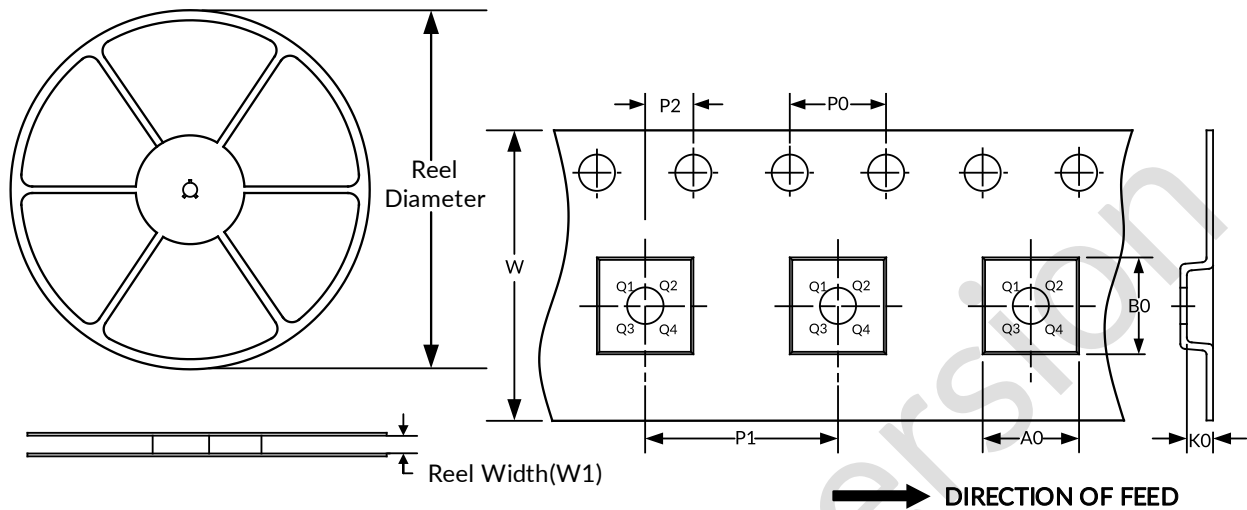 P2
P0
Reel
Diameter
W
Q1 Q2
Q3 Q4
Q1 Q2
Q3 Q4
Q1 Q2
Q3 Q4
B0
P1
A0
K0
Reel Width(W1)
DIRECTION OF FEED
ersion